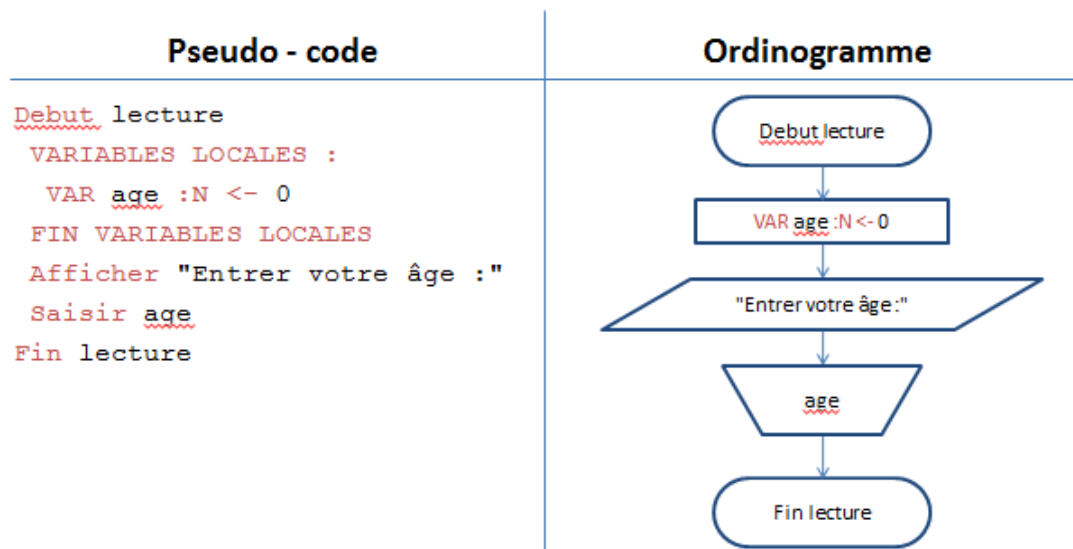 Pseudo - code
Debut lecture
VARIABLES LOCALES :
VAR age :N <- 0
FIN VARIABLES LOCALES
Afficher "Entrer votre âge :"
Saisir age
Fin lecture
Ordinogramme
Debut lecture
VAR age :N <- 0
"Entrer votre âge :"
age
Fin lecture